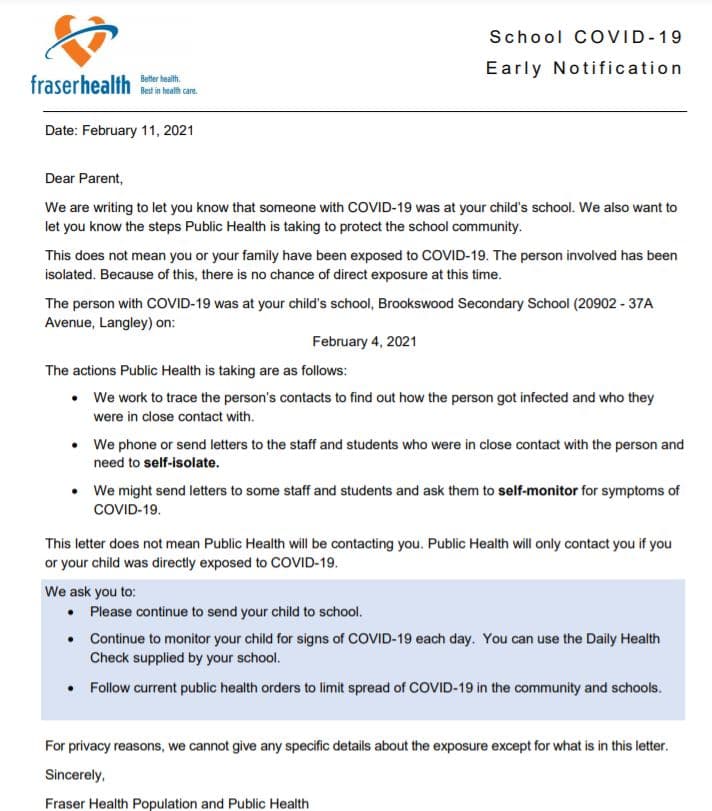 School COVID-19
Early Notification
fraserhealth
Better health.
Best in health care.
Date: February 11, 2021
Dear Parent,
We are writing to let you know that someone with COVID-19 was at your child's school. We also want to
let you know the steps Public Health is taking to protect the school community.
This does not mean you or your family have been exposed to COVID-19. The person involved has been
isolated. Because of this, there is no chance of direct exposure at this time.
The person with COVID-19 was at your child's school, Brookswood Secondary School (20902 - 37A
Avenue, Langley) on:
February 4, 2021
The actions Public Health is taking are as follows:
• We work to trace the person's contacts to find out how the person got infected and who they
were in close contact with.
• We phone or send letters to the staff and students who were in close contact with the person and
need to self-isolate.
• We might send letters to some staff and students and ask them to self-monitor for symptoms of
COVID-19.
This letter does not mean Public Health will be contacting you. Public Health will only contact you if you
or your child was directly exposed to COVID-19.
We ask you to:
• Please continue to send your child to school.
• Continue to monitor your child for signs of COVID-19 each day. You can use the Daily Health
Check supplied by your school.
• Follow current public health orders to limit spread of COVID-19 in the community and schools.
For privacy reasons, we cannot give any specific details about the exposure except for what is in this letter.
Sincerely,
Fraser Health Population and Public Health